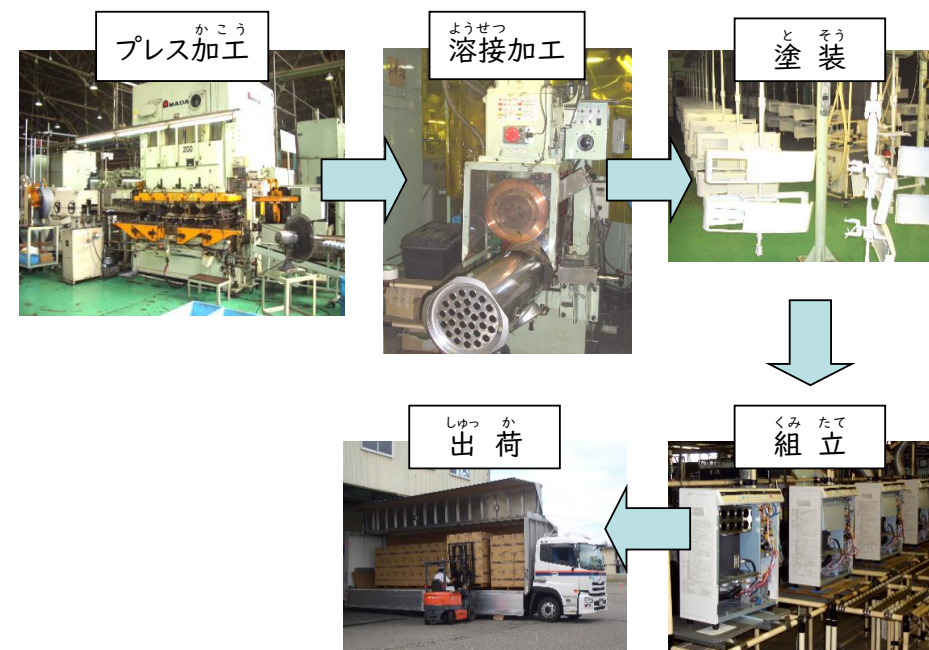 かこう
プレス加工
ようせつ
溶接加工
と そう
塗 装
AMADA
200
くみ たて
組 立
しゅっ か
出 荷